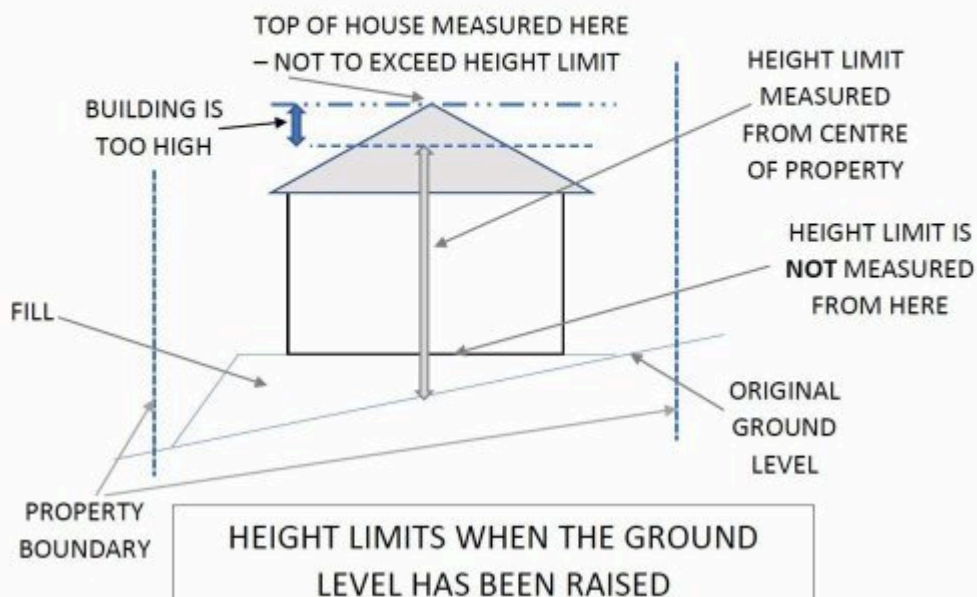 TOP OF HOUSE MEASURED HERE
– NOT TO EXCEED HEIGHT LIMIT
BUILDING IS
TOO HIGH
HEIGHT LIMIT
MEASURED
FROM CENTRE
OF PROPERTY
HEIGHT LIMIT IS
NOT MEASURED
FROM HERE
FILL
ORIGINAL
GROUND
LEVEL
PROPERTY
BOUNDARY
HEIGHT LIMITS WHEN THE GROUND
LEVEL HAS BEEN RAISED